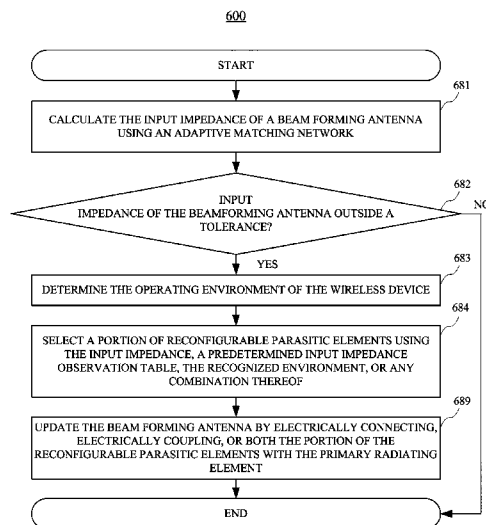 600
START
681
CALCULATE THE INPUT IMPEDANCE OF A BEAM FORMING ANTENNA
USING AN ADAPTIVE MATCHING NETWORK
682
INPUT
IMPEDANCE OF THE BEAMFORMING ANTENNA OUTSIDE A
TOLERANCE?
NO
YES
683
DETERMINE THE OPERATING ENVIRONMENT OF THE WIRELESS DEVICE
684
SELECT A PORTION OF RECONFIGURABLE PARASITIC ELEMENTS USING
THE INPUT IMPEDANCE, A PREDETERMINED INPUT IMPEDANCE
OBSERVATION TABLE, THE RECOGNIZED ENVIRONMENT, OR ANY
COMBINATION THEREOF
689
UPDATE THE BEAM FORMING ANTENNA BY ELECTRICALLY CONNECTING,
ELECTRICALLY COUPLING, OR BOTH THE PORTION OF THE
RECONFIGURABLE PARASITIC ELEMENTS WITH THE PRIMARY RADIATING
ELEMENT
END